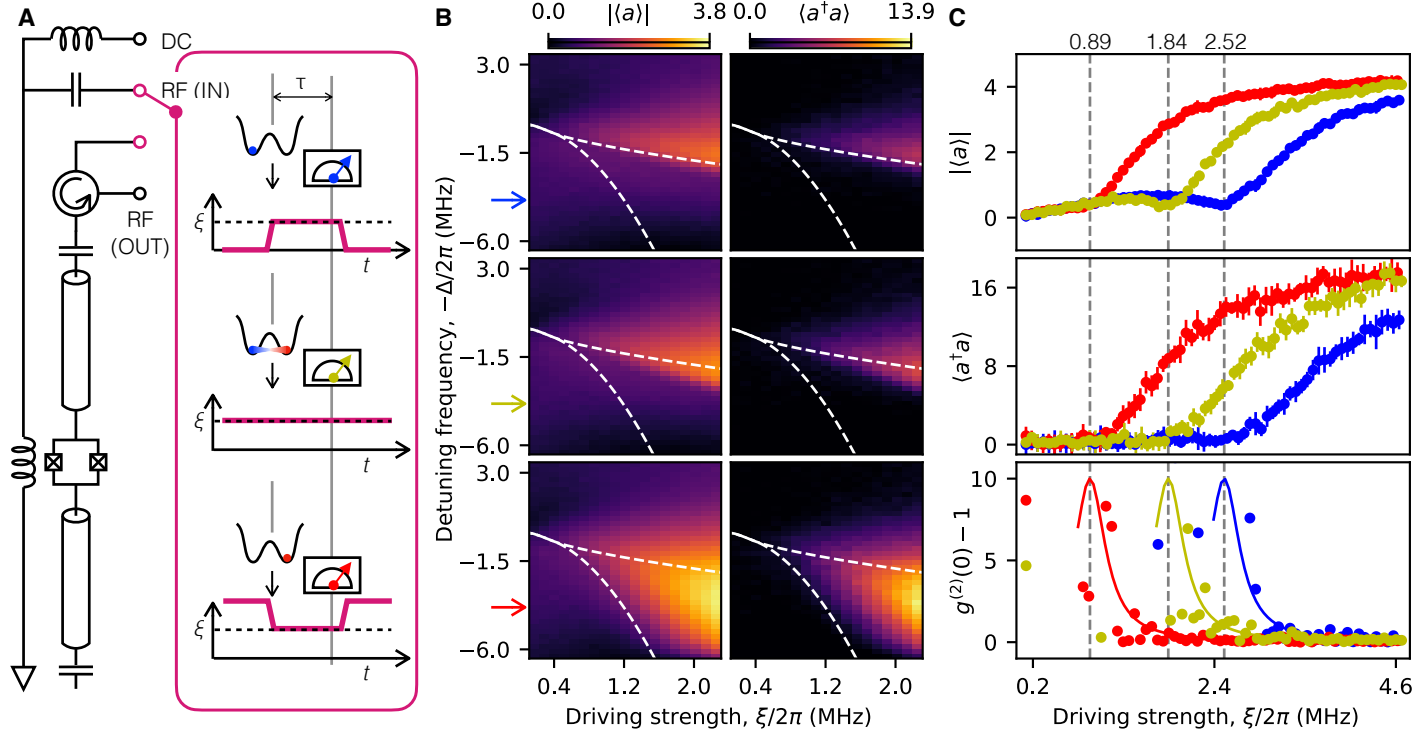 A
DC
RF (IN)
RF
(OUT)
τ
ξ
t
ξ
t
ξ
t
B
0.0 |⟨a⟩| 3.8
0.0 ⟨a†a⟩ 13.9
3.0
−1.5
−6.0
3.0
−1.5
−6.0
3.0
−1.5
−6.0
Detuning frequency, −Δ/2π (MHz)
0.4 1.2 2.0
0.4 1.2 2.0
Driving strength, ξ/2π (MHz)
C
0.89 1.84 2.52
4
2
0
|⟨a⟩|
16
8
0
⟨a†a⟩
10
5
0
g(2)(0) − 1
0.2 2.4 4.6
Driving strength, ξ/2π (MHz)